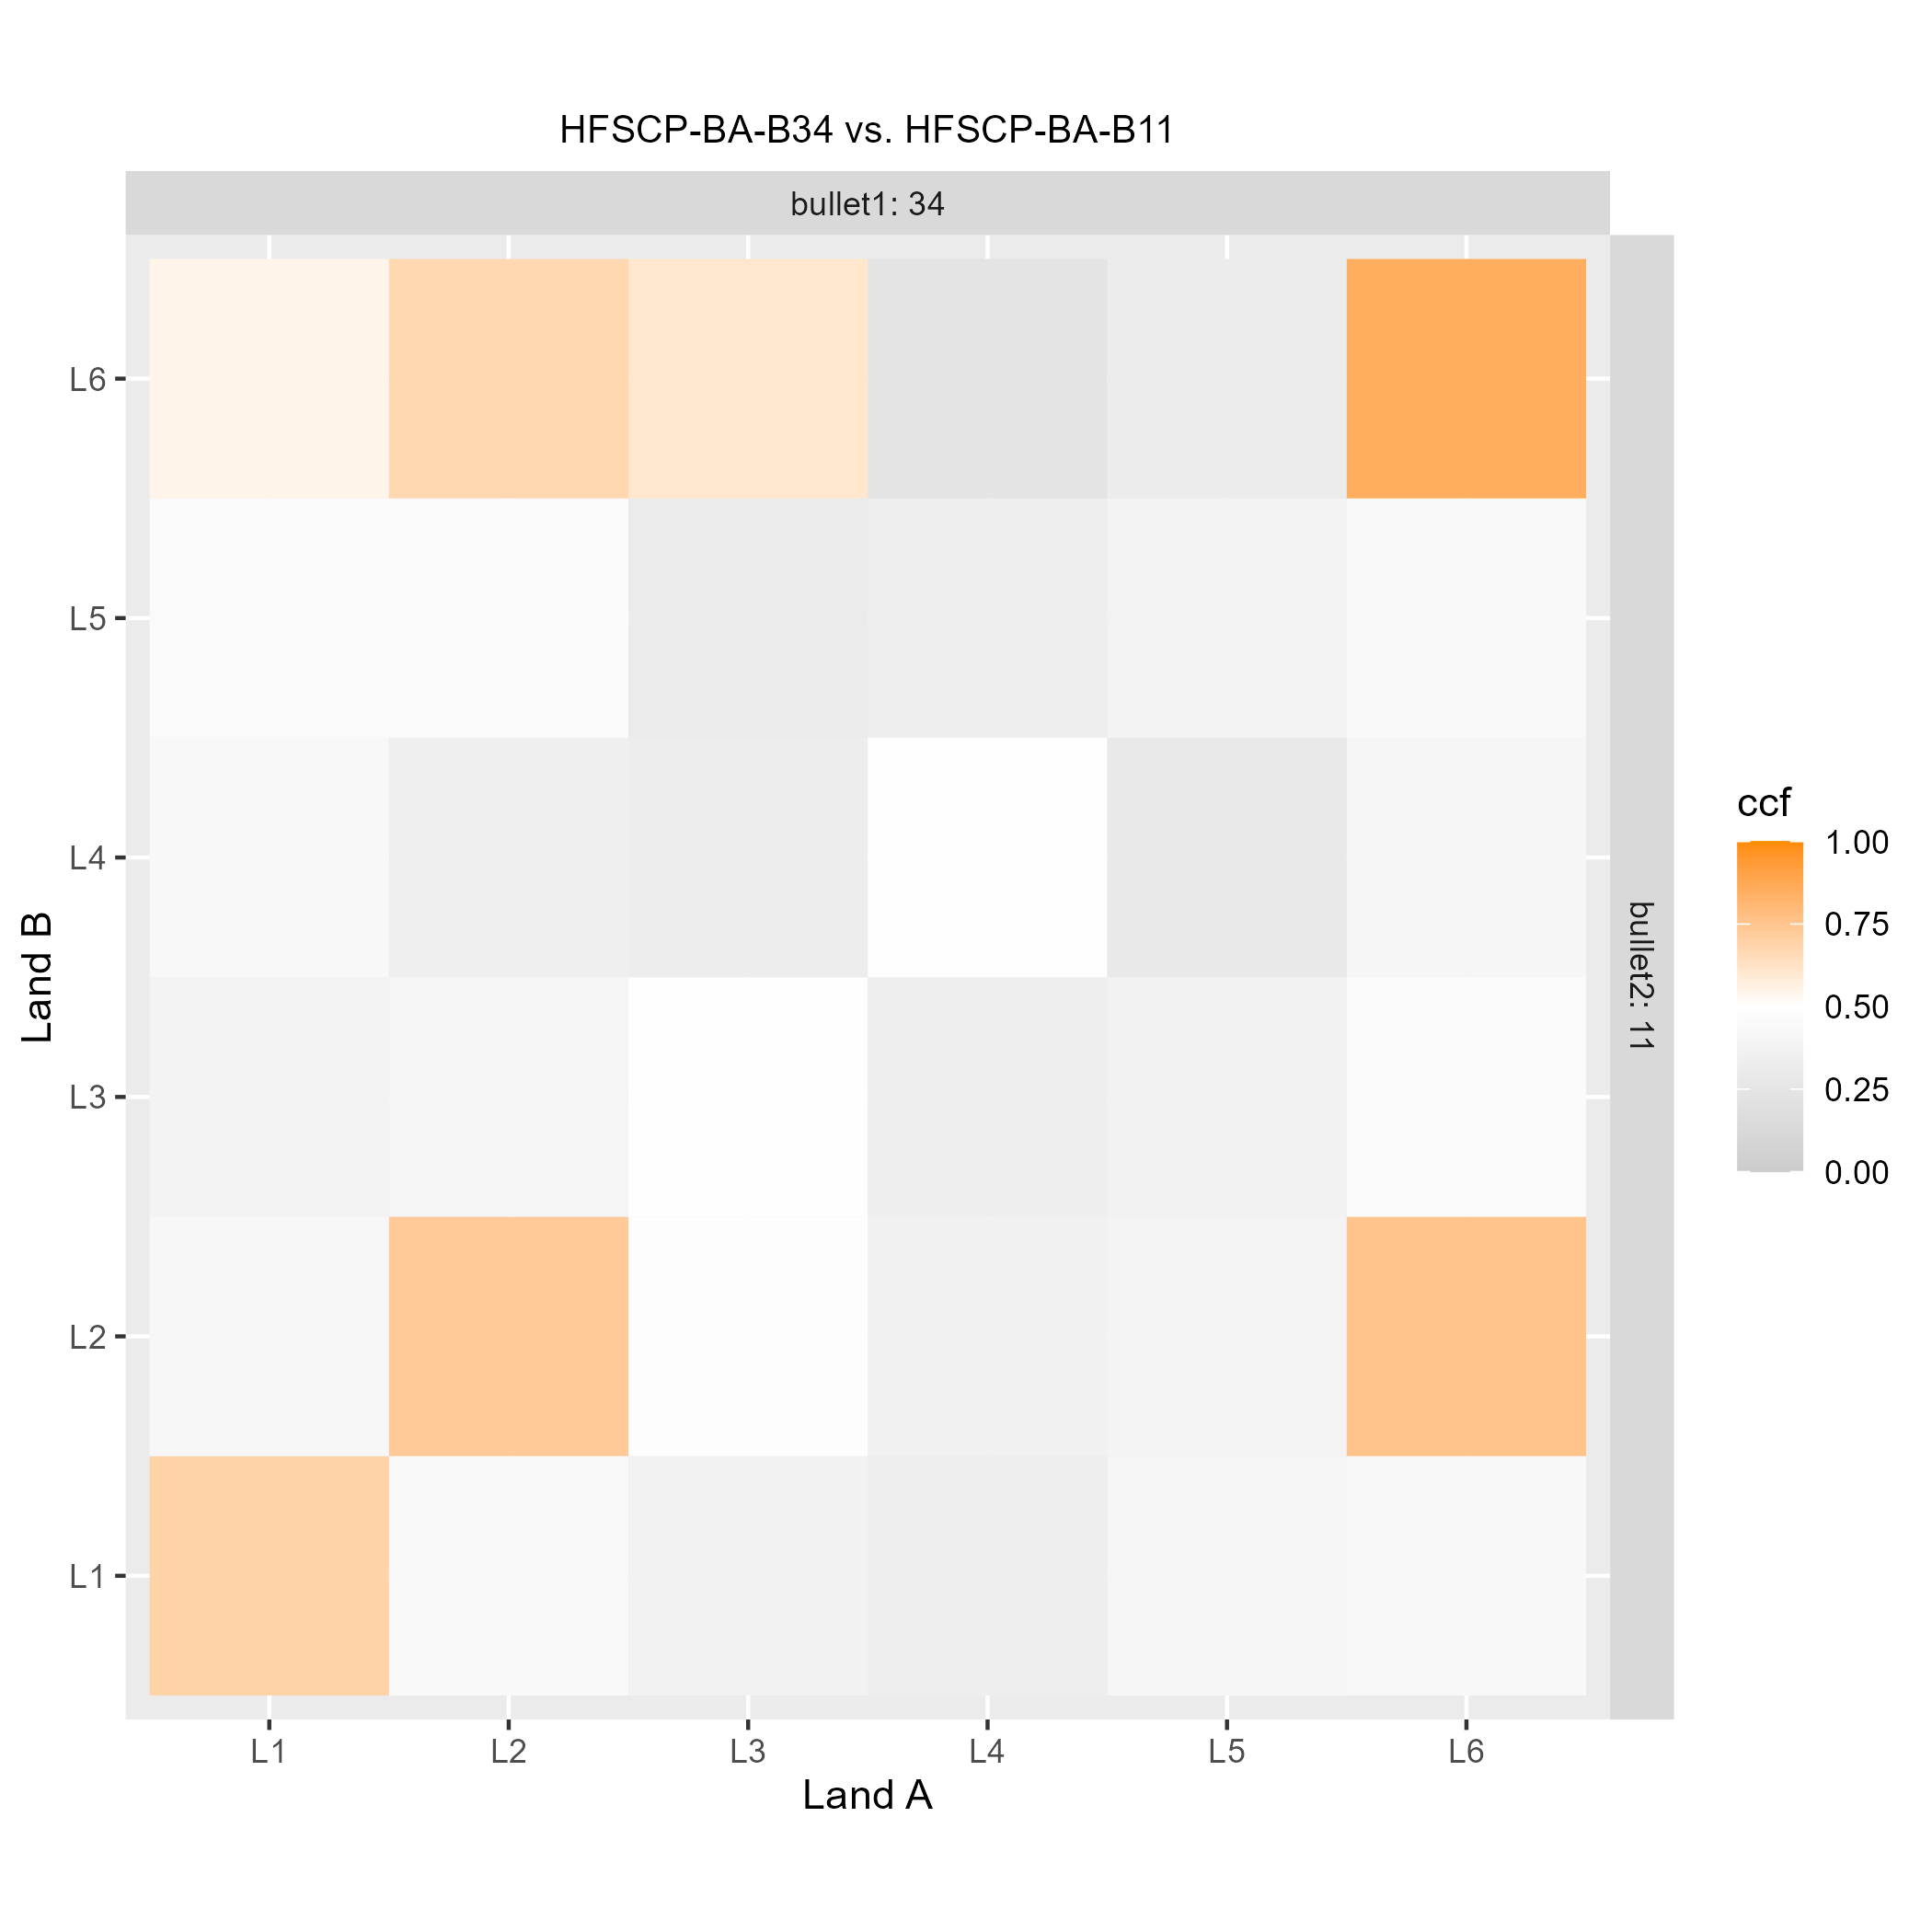 HFSCP-BA-B34 vs. HFSCP-BA-B11
bullet1: 34
L6
L5
L4
L3
L2
L1
Land B
bullet2: 11
ccf
1.00
0.75
0.50
0.25
0.00
L1
L2
L3
L4
L5
L6
Land A